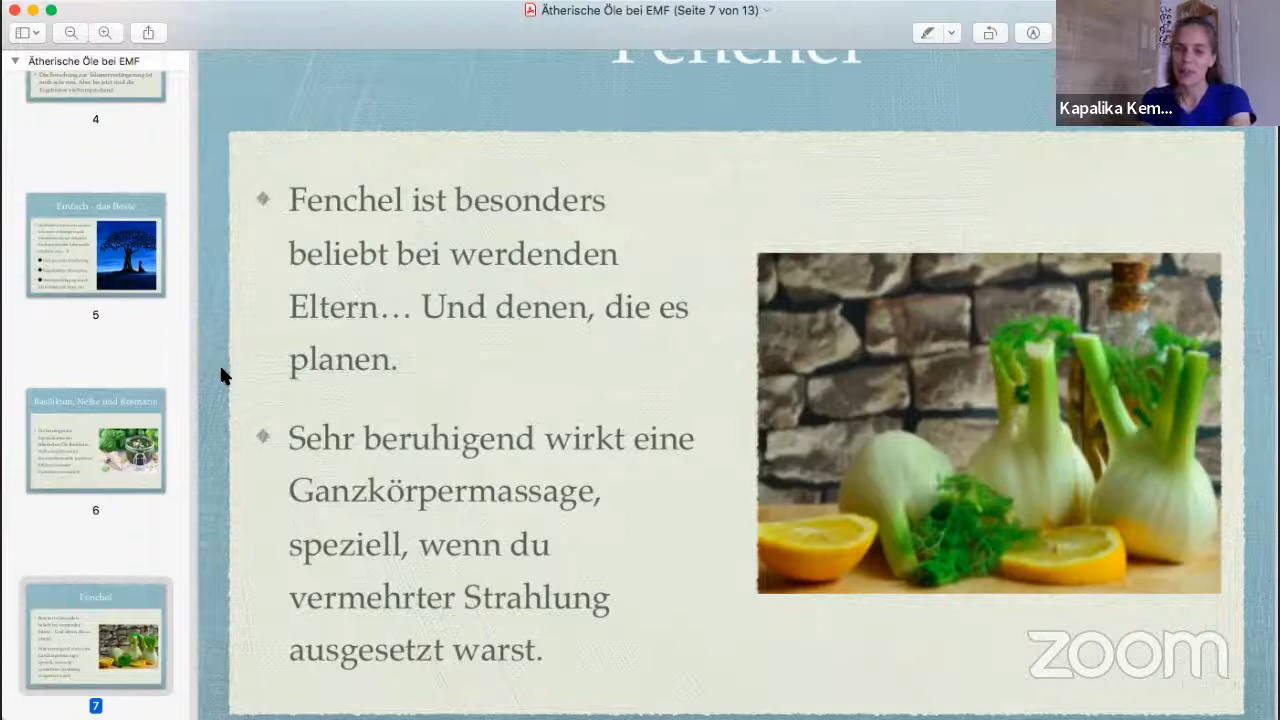 Ätherische Öle bei EMF (Seite 7 von 13)
Ätherische Öle bei EMF
4
Einfach - das Beste
5
Basilikum, Nelke und Rosmarin
6
Fenchel
7
Fenchel
Fenchel ist besonders
beliebt bei werdenden
Eltern… Und denen, die es
planen.
Sehr beruhigend wirkt eine
Ganzkörpermassage,
speziell, wenn du
vermehrter Strahlung
ausgesetzt warst.
Kapalika Kem...
zoom